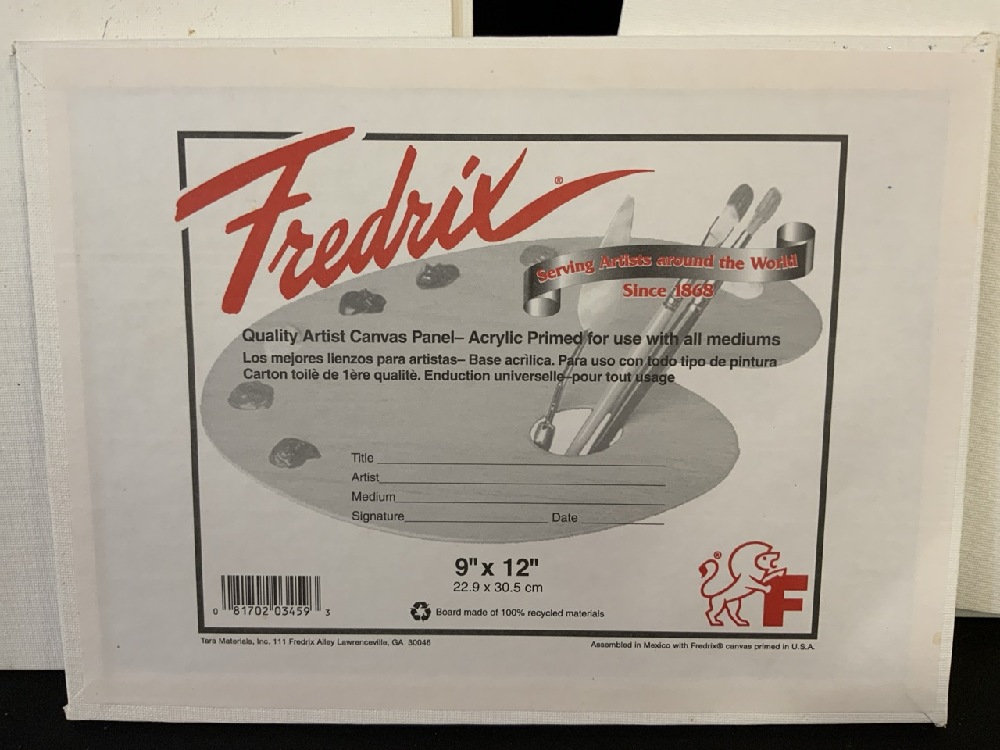 Fredrix®
Serving Artists around the World
Since 1868
Quality Artist Canvas Panel– Acrylic Primed for use with all mediums
Los mejores lienzos para artistas– Base acrilica. Para uso con todo tipo de pintura
Carton toilè de 1ère qualitè. Enduction universelle–pour tout usage
Title
Artist
Medium
Signature Date
9" x 12"
22.9 x 30.5 cm
Board made of 100% recycled materials
0 81702 03459 3
® F
Tara Materials, Inc. 111 Fredrix Alley Lawrenceville, GA 30046
Assembled in Mexico with Fredrix® canvas primed in U.S.A.